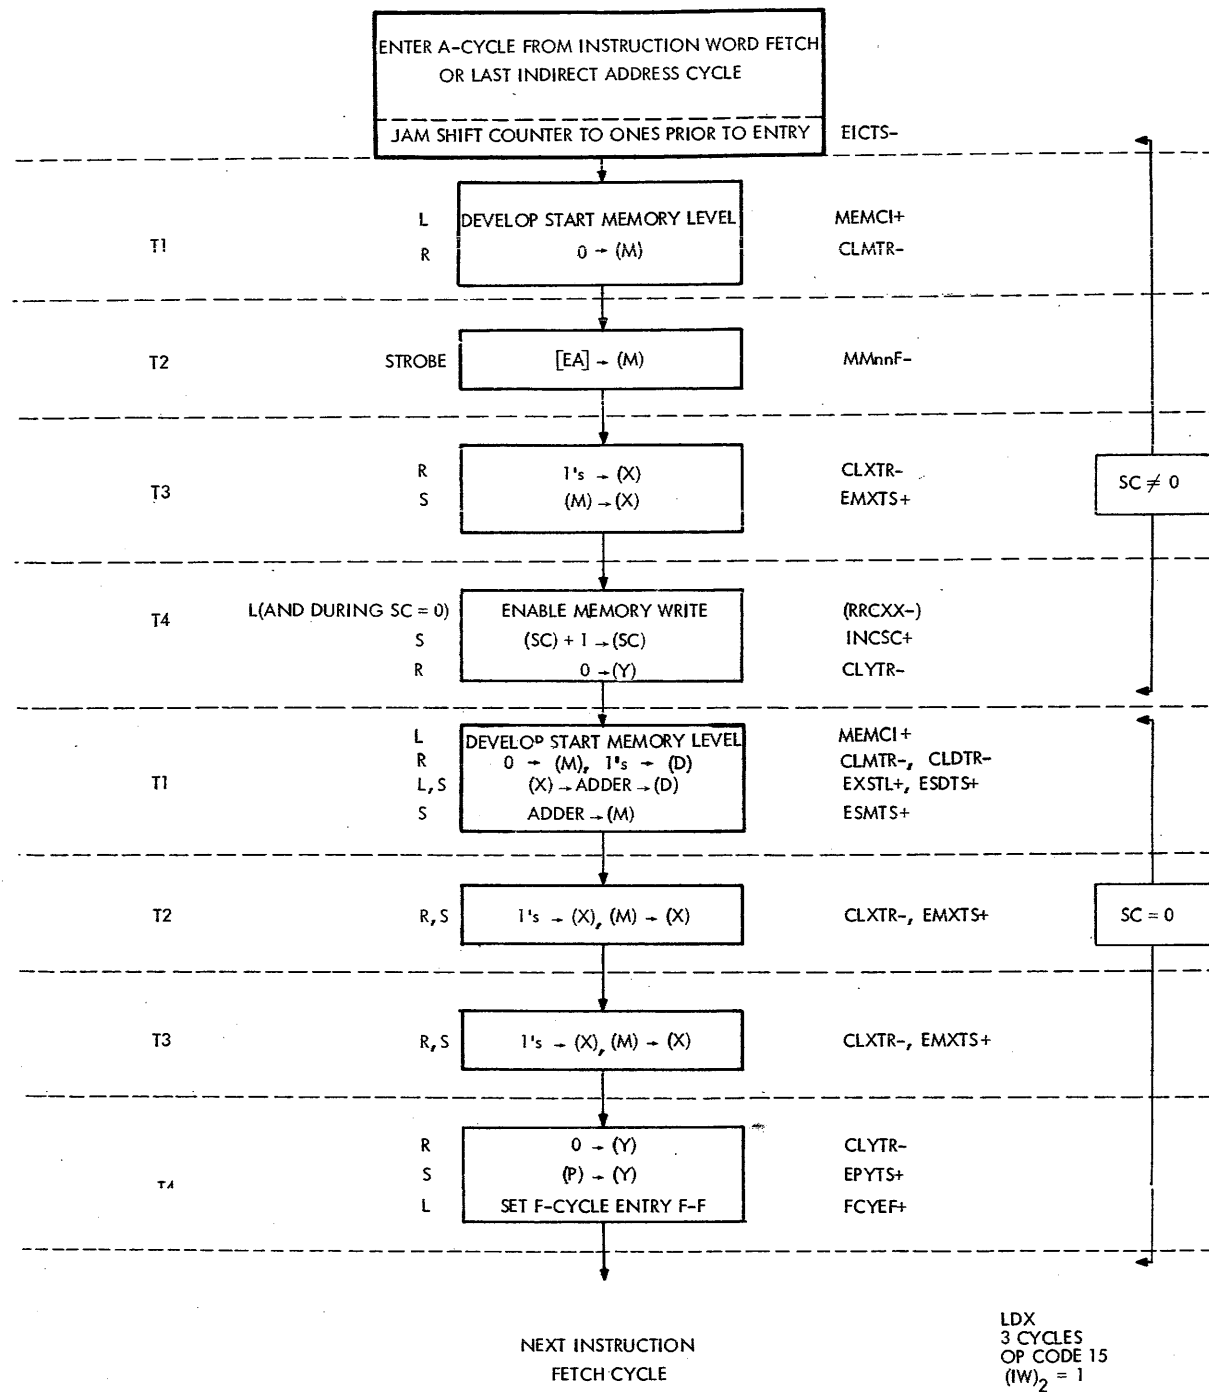 ENTER A-CYCLE FROM INSTRUCTION WORD FETCH
OR LAST INDIRECT ADDRESS CYCLE
JAM SHIFT COUNTER TO ONES PRIOR TO ENTRY EICTS-
T1
L DEVELOP START MEMORY LEVEL MEMCI+
R 0 → (M) CLMTR-
T2 STROBE [EA] → (M) MMnnF-
T3
R 1's → (X) CLXTR-
S (M) → (X) EMXTS+
SC ≠ 0
T4
L(AND DURING SC = 0) ENABLE MEMORY WRITE (RRCXX-)
S (SC) + 1 → (SC) INCSC+
R 0 → (Y) CLYTR-
T1
L DEVELOP START MEMORY LEVEL MEMCI+
R 0 → (M), 1's → (D) CLMTR-, CLDTR-
L,S (X) → ADDER → (D) EXSTL+, ESDTS+
S ADDER → (M) ESMTS+
T2 R,S 1's → (X), (M) → (X) CLXTR-, EMXTS+
SC = 0
T3 R,S 1's → (X), (M) → (X) CLXTR-, EMXTS+
T4
R 0 → (Y) CLYTR-
S (P) → (Y) EPYTS+
L SET F-CYCLE ENTRY F-F FCYEF+
NEXT INSTRUCTION
FETCH CYCLE
LDX
3 CYCLES
OP CODE 15
(IW)₂ = 1